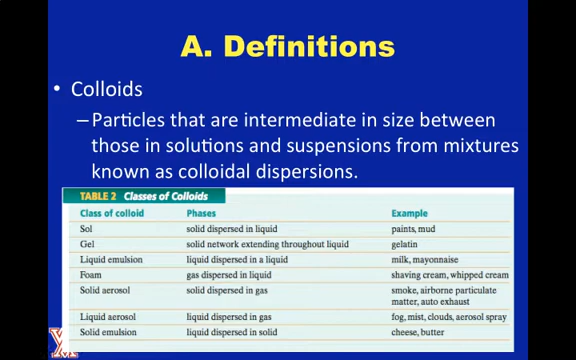 A. Definitions
• Colloids
–Particles that are intermediate in size between
those in solutions and suspensions from mixtures
known as colloidal dispersions.
TABLE 2 Classes of Colloids
Class of colloid Phases Example
Sol solid dispersed in liquid paints, mud
Gel solid network extending throughout liquid gelatin
Liquid emulsion liquid dispersed in a liquid milk, mayonnaise
Foam gas dispersed in liquid shaving cream, whipped cream
Solid aerosol solid dispersed in gas smoke, airborne particulate
matter, auto exhaust
Liquid aerosol liquid dispersed in gas fog, mist, clouds, aerosol spray
Solid emulsion liquid dispersed in solid cheese, butter